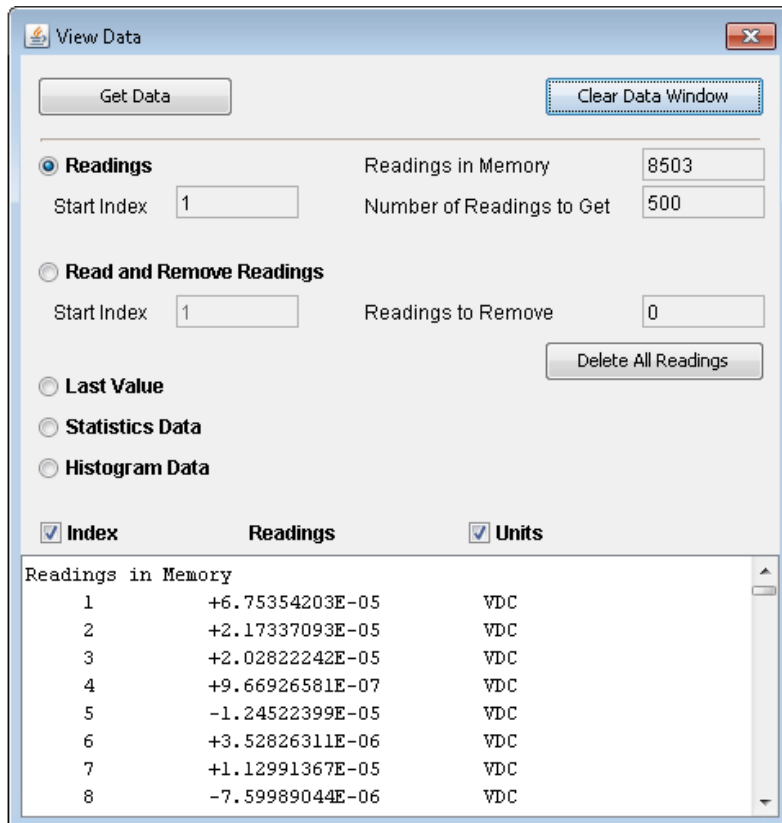 View Data
Get Data Clear Data Window
Readings Readings in Memory 8503
Start Index 1 Number of Readings to Get 500
Read and Remove Readings
Start Index 1 Readings to Remove 0
Delete All Readings
Last Value
Statistics Data
Histogram Data
Index Readings Units
Readings in Memory
1 +6.75354203E-05 VDC
2 +2.17337093E-05 VDC
3 +2.02822242E-05 VDC
4 +9.66926581E-07 VDC
5 -1.24522399E-05 VDC
6 +3.52826311E-06 VDC
7 +1.12991367E-05 VDC
8 -7.59989044E-06 VDC